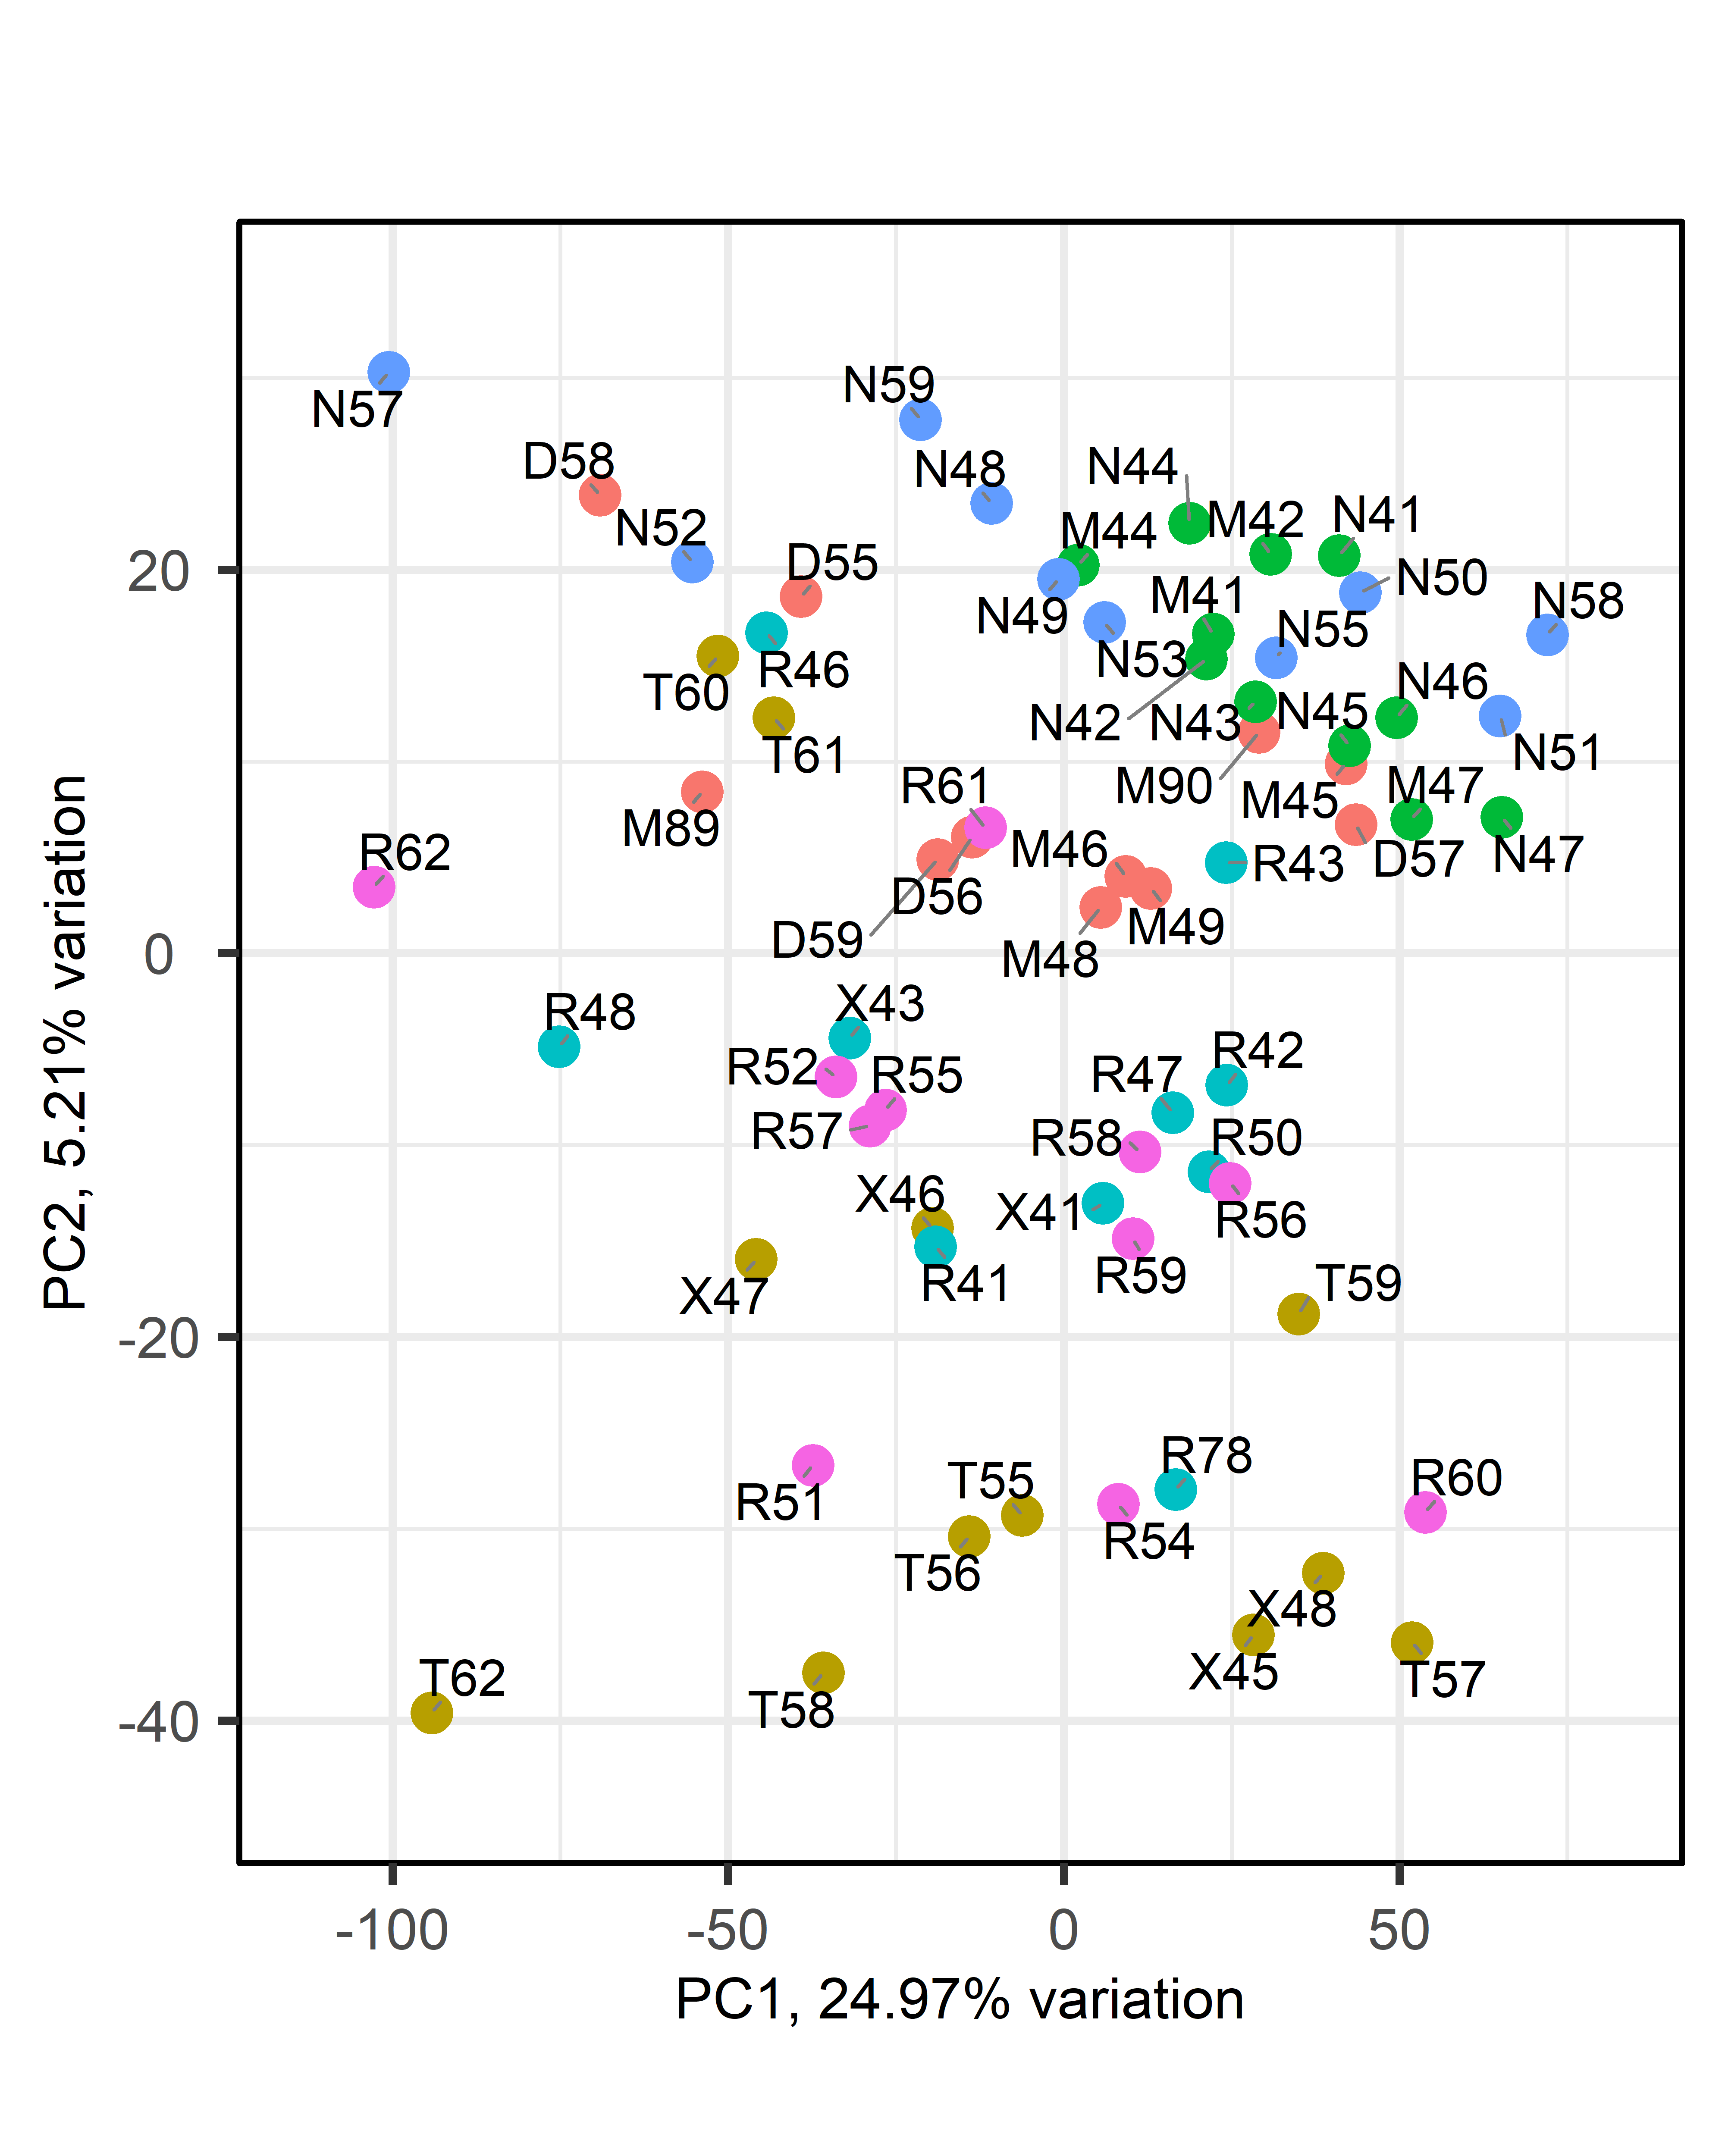 N57
N59
D58
N48
N44
N52
M44
M42
N41
D55
N50
M41
N58
20
N49
N55
R46
N53
T60
N46
N42
N43
N45
T61
N51
R61
M90
M45
M47
M89
M46
R62
R43
D57
N47
D56
M49
D59
M48
0
X43
R48
R42
R52
R55
R47
R57
R58
R50
X46
X41
R56
R59
R41
T59
X47
-20
R78
T55
R60
R51
R54
T56
X48
X45
T62
T57
T58
-40
-100
-50
0
50
PC1, 24.97% variation
PC2, 5.21% variation